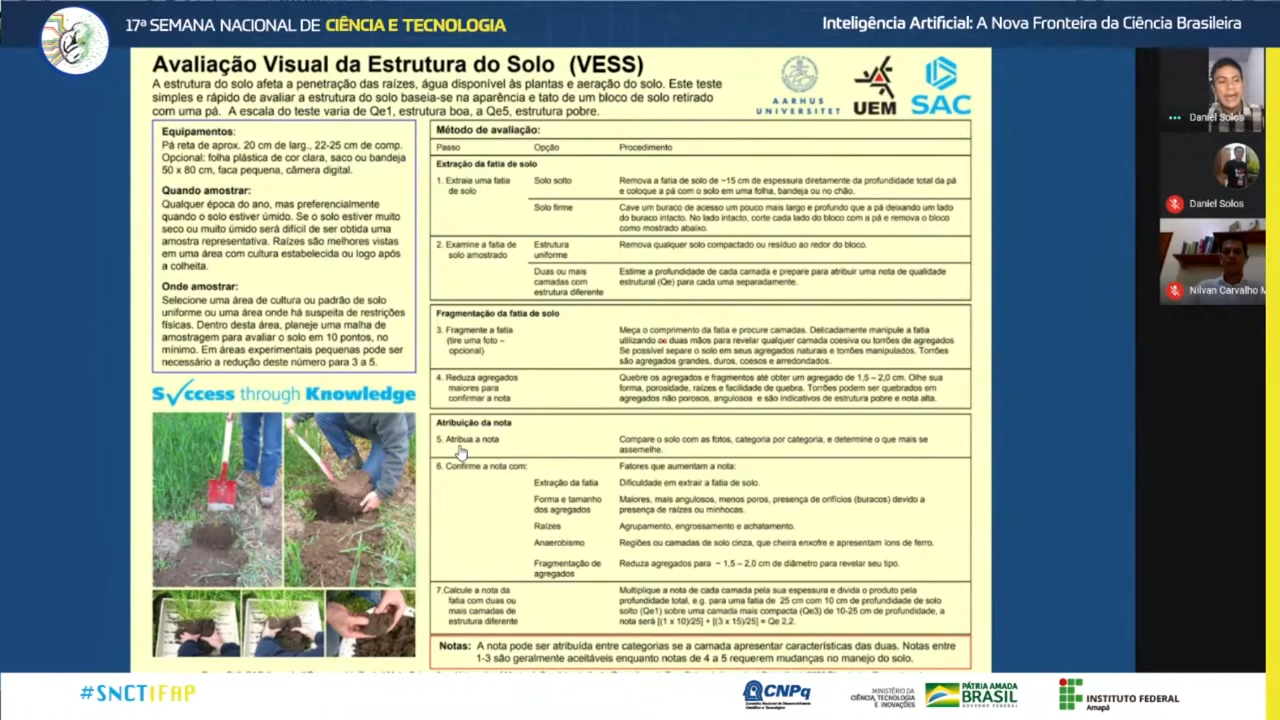 17ª SEMANA NACIONAL DE CIÊNCIA E TECNOLOGIA
Inteligência Artificial: A Nova Fronteira da Ciência Brasileira
Avaliação Visual da Estrutura do Solo (VESS)
A estrutura do solo afeta a penetração das raízes, água disponível às plantas e aeração do solo. Este teste
simples e rápido de avaliar a estrutura do solo baseia-se na aparência e tato de um bloco de solo retirado
com uma pá. A escala do teste varia de Qe1, estrutura boa, a Qe5, estrutura pobre.
AARHUS
UNIVERSITET
UEM
SAC
Equipamentos:
Pá reta de aprox. 20 cm de larg., 22-25 cm de comp.
Opcional: folha plástica de cor clara, saco ou bandeja
50 x 80 cm, faca pequena, câmera digital.
Quando amostrar:
Qualquer época do ano, mas preferencialmente
quando o solo estiver úmido. Se o solo estiver muito
seco ou muito úmido será difícil de ser obtida uma
amostra representativa. Raízes são melhores vistas
em uma área com cultura estabelecida ou logo após
a colheita.
Onde amostrar:
Selecione uma área de cultura ou padrão de solo
uniforme ou uma área onde há suspeita de restrições
físicas. Dentro desta área, planeje uma malha de
amostragem para avaliar o solo em 10 pontos, no
mínimo. Em áreas experimentais pequenas pode ser
necessário a redução deste número para 3 a 5.
Success through Knowledge
Método de avaliação:
Passo Opção Procedimento
Extração da fatia de solo
1. Extraia uma fatia de solo
Solo solto
Remova a fatia de solo de ~15 cm de espessura diretamente da profundidade total da pá
e coloque a pá com o solo em uma folha, bandeja ou no chão.
Solo firme
Cave um buraco de acesso um pouco mais largo e profundo que a pá deixando um lado
do buraco intacto. No lado intacto, corte cada lado do bloco com a pá e remova o bloco
como mostrado abaixo.
2. Examine a fatia de
solo amostrado
Estrutura
uniforme
Remova qualquer solo compactado ou resíduo ao redor do bloco.
Duas ou mais
camadas com
estrutura diferente
Estime a profundidade de cada camada e prepare para atribuir uma nota de qualidade
estrutural (Qe) para cada uma separadamente.
Fragmentação da fatia de solo
3. Fragmente a fatia
(tire uma foto –
opcional)
Meça o comprimento da fatia e procure camadas. Delicadamente manipule a fatia
utilizando os duas mãos para revelar qualquer camada coesiva ou torrões de agregados
Se possível separe o solo em seus agregados naturais e torrões manipulados. Torrões
são agregados grandes, duros, coesos e arredondados.
4. Reduza agregados
maiores para
confirmar a nota
Quebre os agregados e fragmentos até obter um agregado de 1,5 – 2,0 cm. Olhe sua
forma, porosidade, raízes e facilidade de quebra. Torrões podem ser quebrados em
agregados não porosos, angulosos e são indicativos de estrutura pobre e nota alta.
Atribuição da nota
5. Atribua a nota
Compare o solo com as fotos, categoria por categoria, e determine o que mais se
assemelhe.
6. Confirme a nota com:
Fatores que aumentam a nota:
Extração da fatia
Dificuldade em extrair a fatia de solo.
Forma e tamanho
dos agregados
Maiores, mais angulosos, menos poros, presença de orifícios (buracos) devido a
presença de raízes ou minhocas.
Raízes
Agrupamento, engrossamento e achatamento.
Anaerobismo
Regiões ou camadas de solo cinza, que cheira enxofre e apresentam íons de ferro.
Fragmentação de
agregados
Reduza agregados para ~ 1,5 – 2,0 cm de diâmetro para revelar seu tipo.
7.Calcule a nota da
fatia com duas ou
mais camadas de
estrutura diferente
Multiplique a nota de cada camada pela sua espessura e divida o produto pela
profundidade total, e.g. para uma fatia de 25 cm com 10 cm de profundidade de solo
solto (Qe1) sobre uma camada mais compacta (Qe3) de 10-25 cm de profundidade, a
nota será [(1 x 10)/25] + [(3 x 15)/25] = Qe 2,2.
Notas: A nota pode ser atribuída entre categorias se a camada apresentar características das duas. Notas entre
1-3 são geralmente aceitáveis enquanto notas de 4 a 5 requerem mudanças no manejo do solo.
Daniel Solos
Daniel Solos
Nilvan Carvalho M
#SNCTIFAP
CNPq
Conselho Nacional de Desenvolvimento
Científico e Tecnológico
MINISTÉRIO DA
CIÊNCIA, TECNOLOGIA
E INOVAÇÕES
PÁTRIA AMADA
BRASIL
GOVERNO FEDERAL
INSTITUTO FEDERAL
Amapá